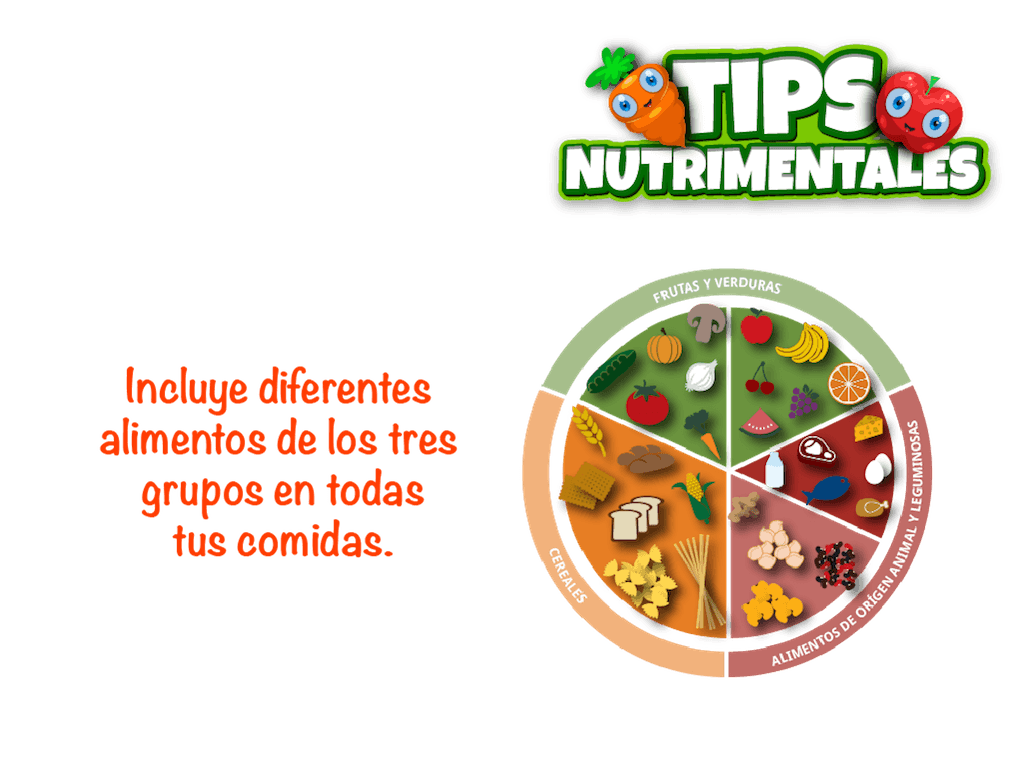 TIPS
NUTRIMENTALES
FRUTAS Y VERDURAS
Incluye diferentes
alimentos de los tres
grupos en todas
tus comidas.
CEREALES
ALIMENTOS DE ORÍGEN ANIMAL Y LEGUMINOSAS